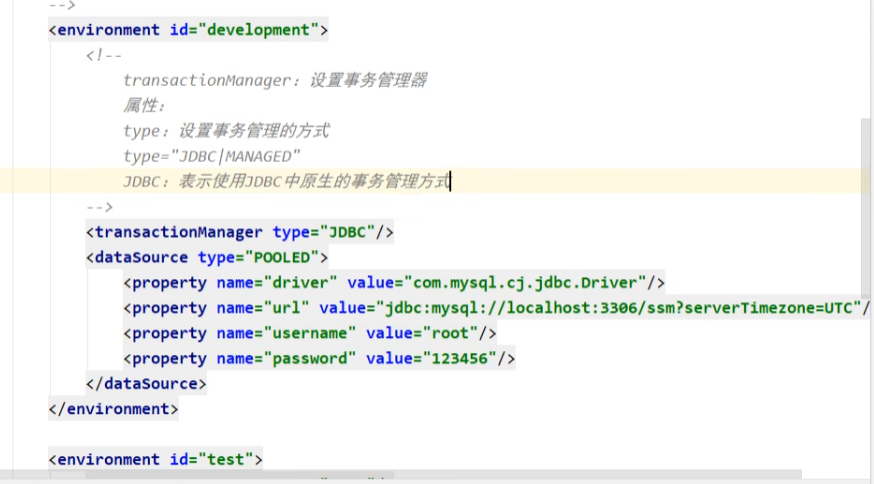 -->
<environment id="development">
<!--
transactionManager：设置事务管理器
属性：
type：设置事务管理的方式
type="JDBC|MANAGED"
JDBC：表示使用JDBC中原生的事务管理方式
-->
<transactionManager type="JDBC"/>
<dataSource type="POOLED">
<property name="driver" value="com.mysql.cj.jdbc.Driver"/>
<property name="url" value="jdbc:mysql://localhost:3306/ssm?serverTimezone=UTC"/
<property name="username" value="root"/>
<property name="password" value="123456"/>
</dataSource>
</environment>
<environment id="test">